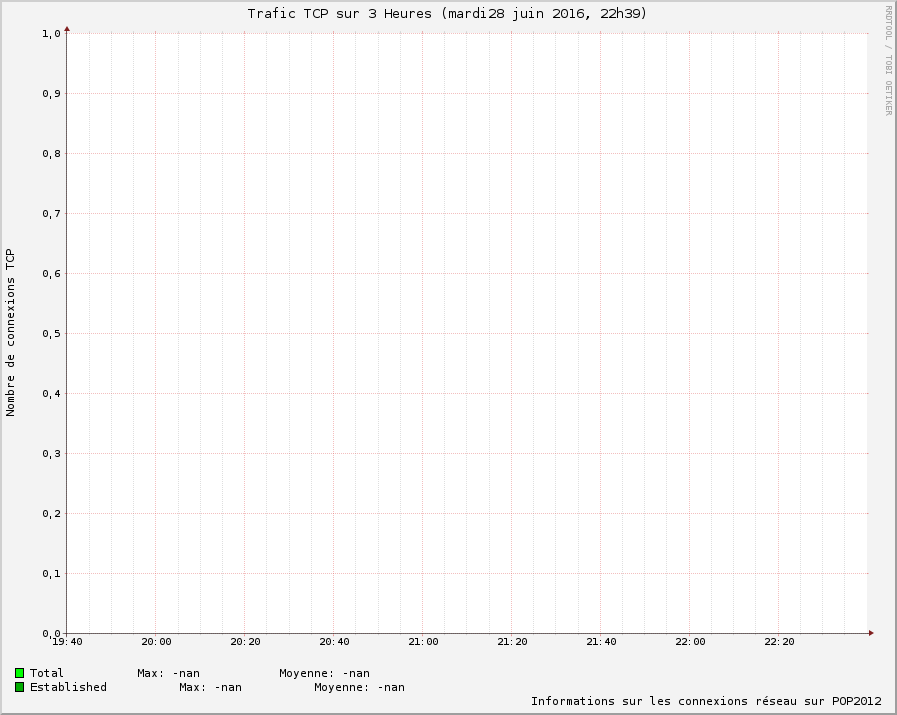 Trafic TCP sur 3 Heures (mardi28 juin 2016, 22h39)
RRDTOOL / TOBI OETIKER
Nombre de connexions TCP
1,0
0,9
0,8
0,7
0,6
0,5
0,4
0,3
0,2
0,1
0,0
19:40 20:00 20:20 20:40 21:00 21:20 21:40 22:00 22:20
Total Max: -nan Moyenne: -nan
Established Max: -nan Moyenne: -nan
Informations sur les connexions réseau sur POP2012